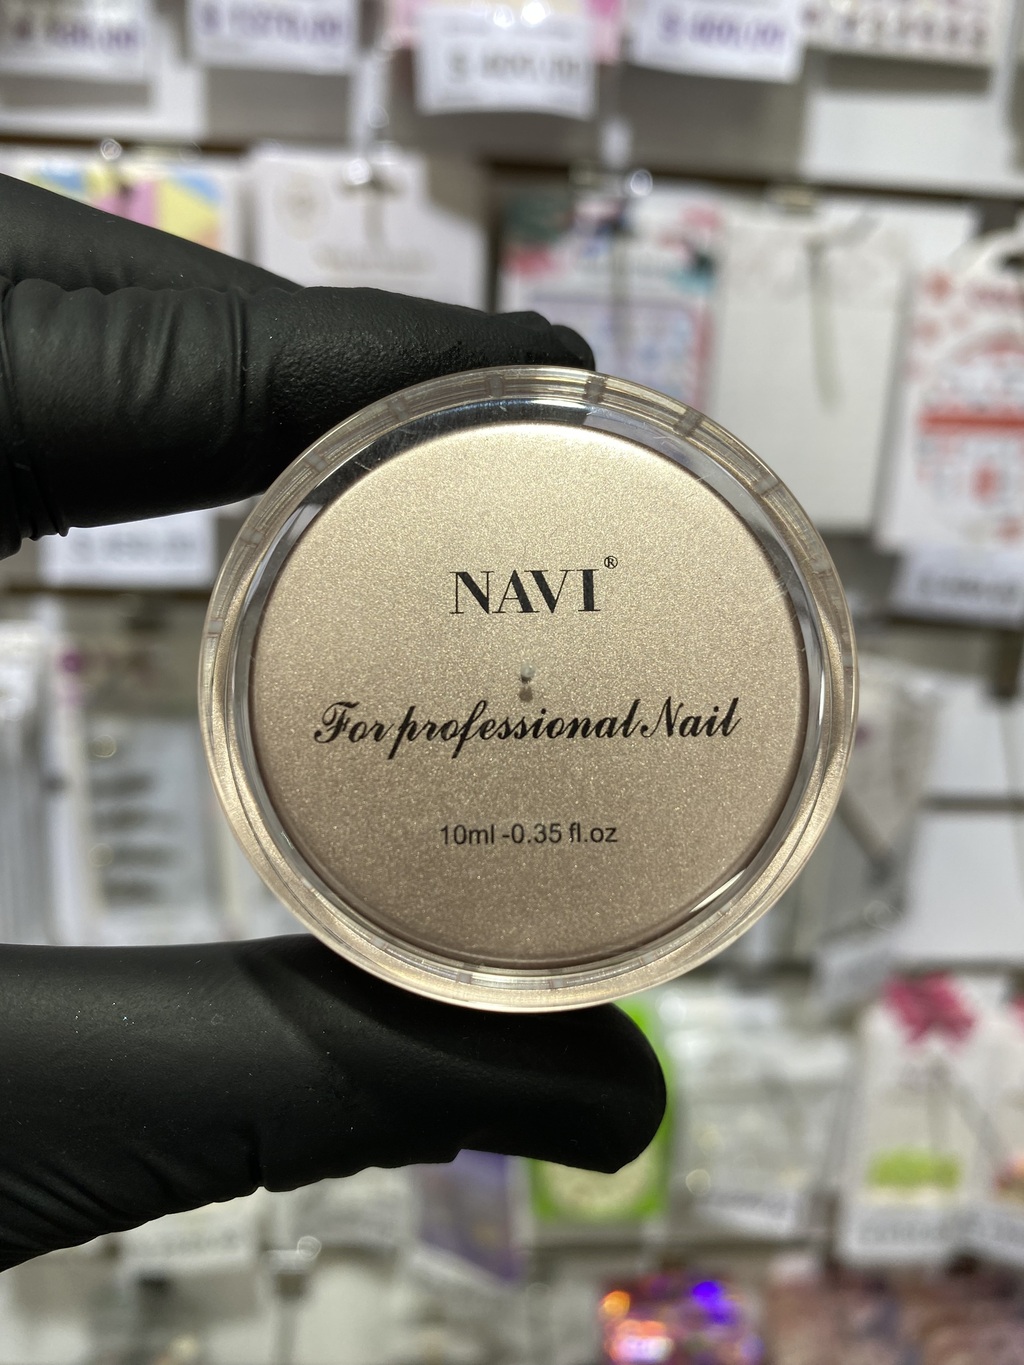 NAVI®
For professional Nail
10ml -0.35 fl.oz